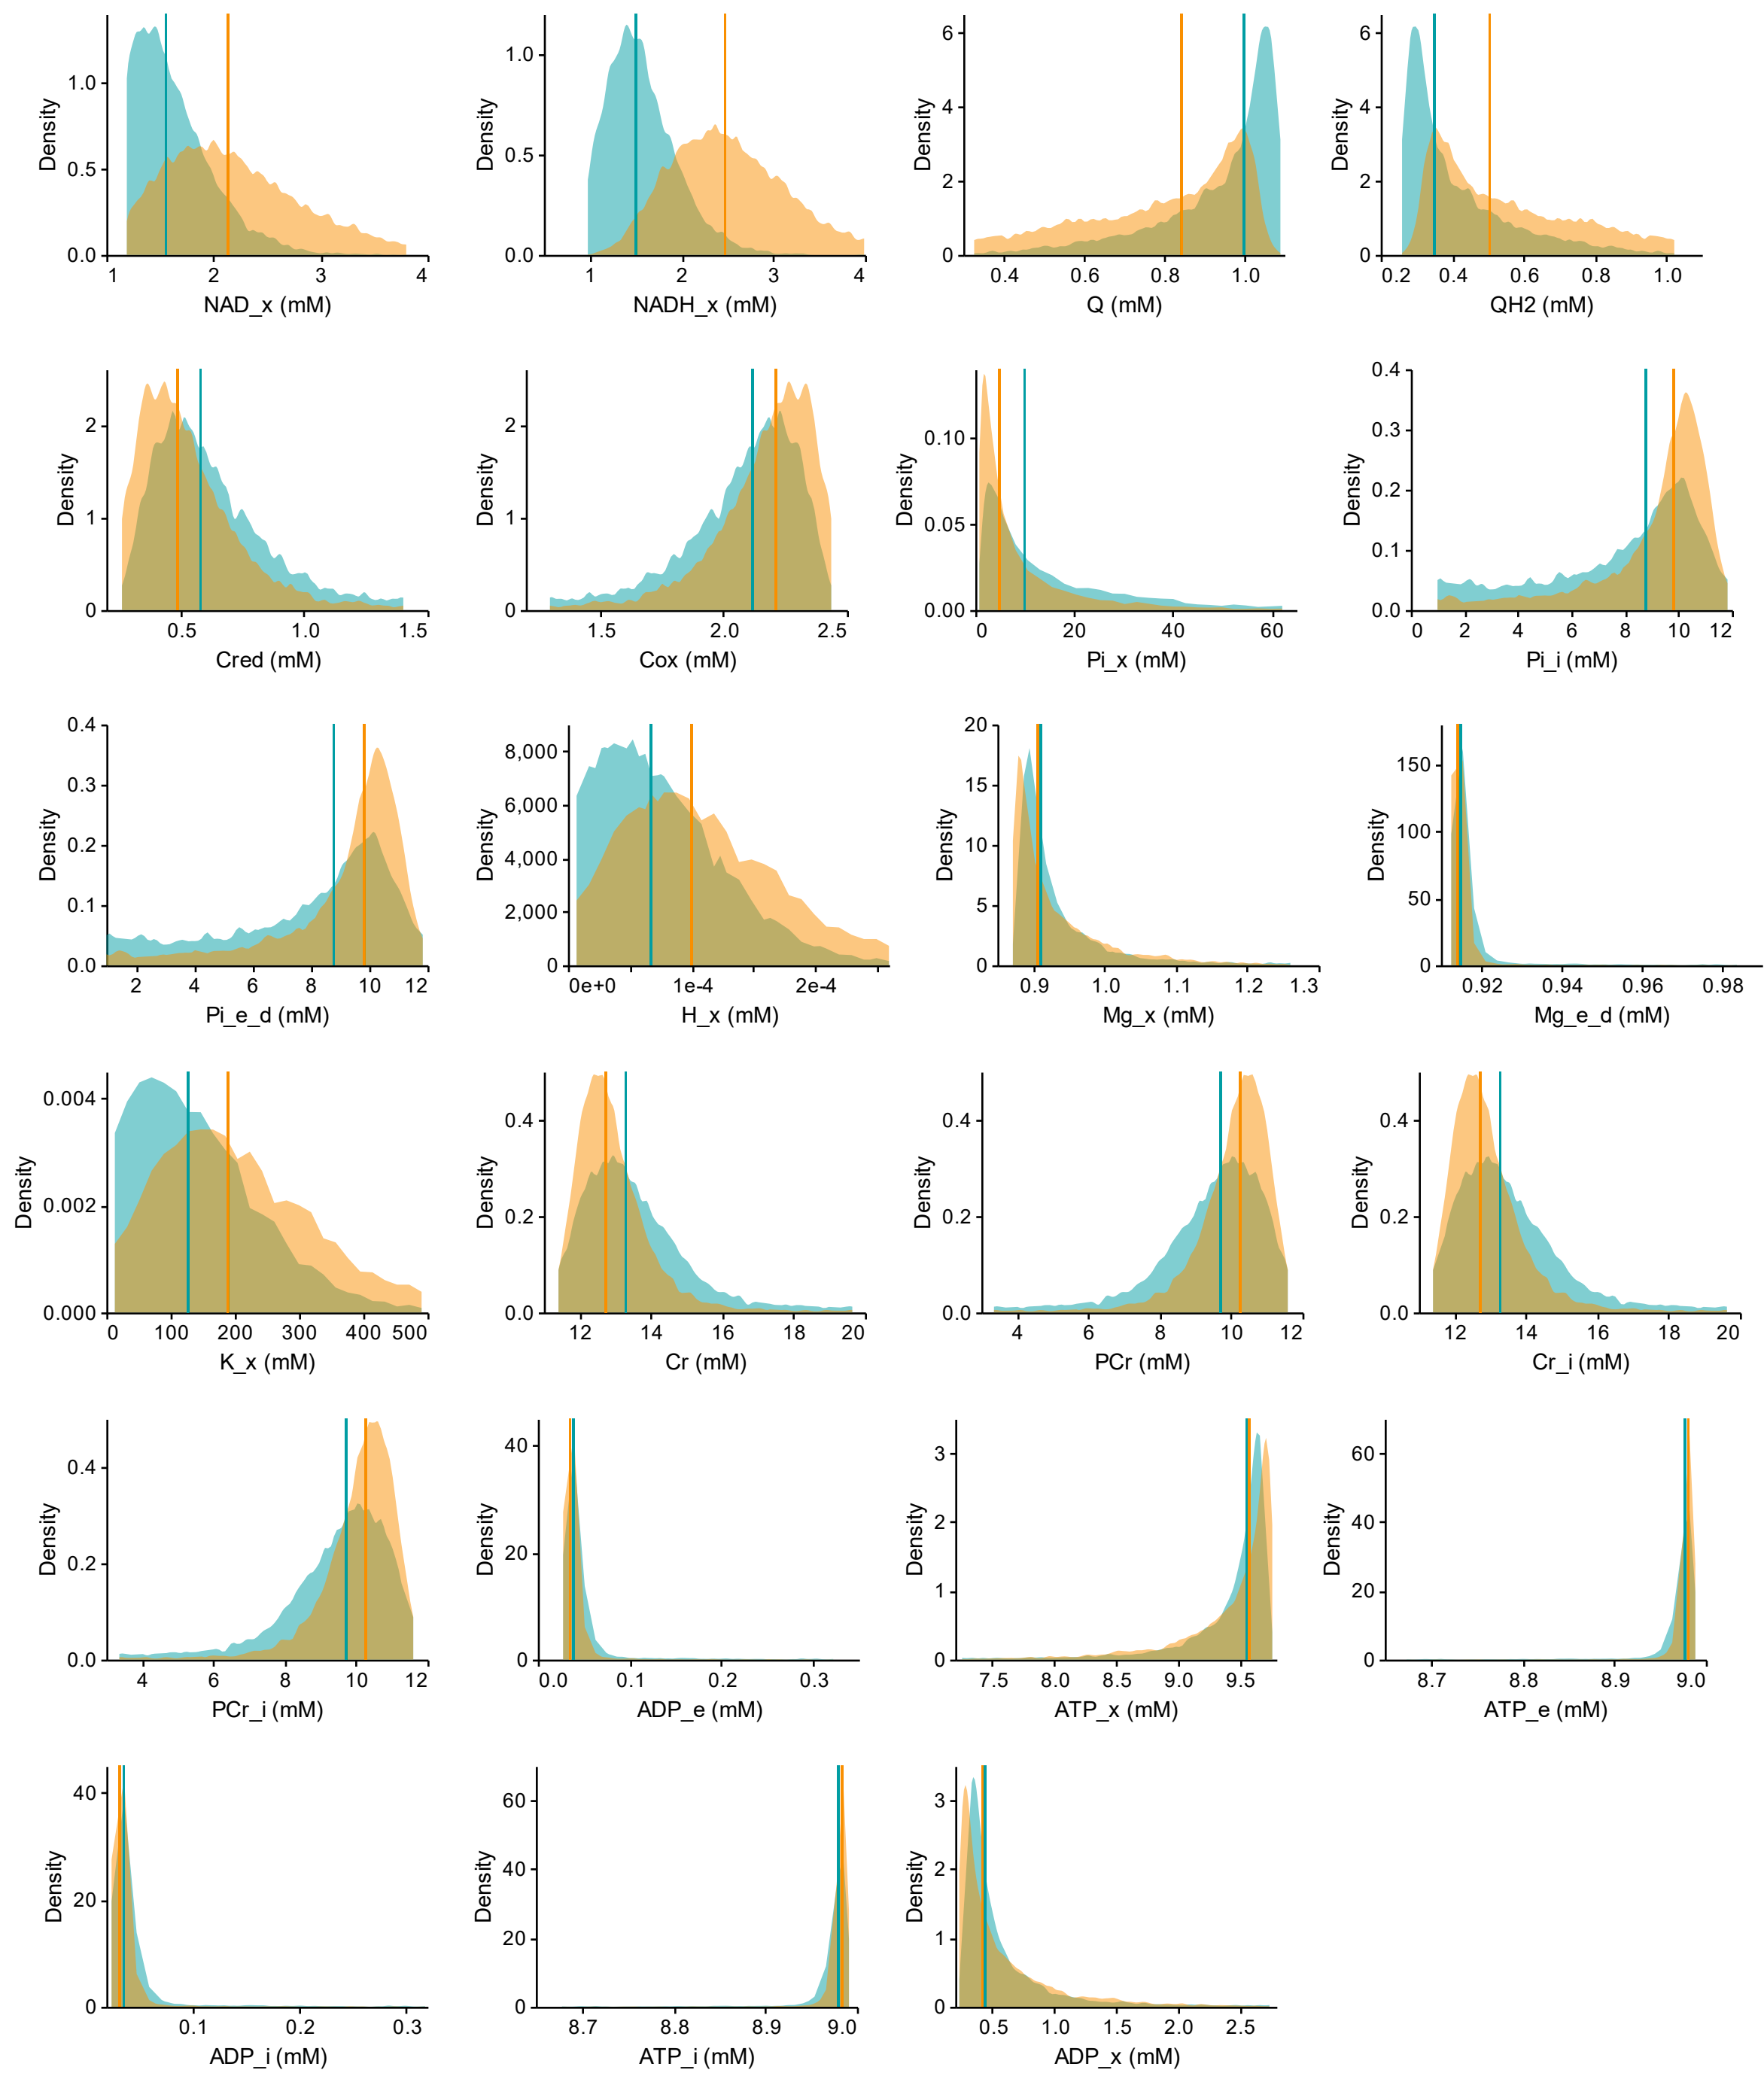 Density
1.0
0.5
0.0
1 2 3 4
NAD_x (mM)
Density
1.0
0.5
0.0
1 2 3 4
NADH_x (mM)
Density
6
4
2
0
0.4 0.6 0.8 1.0
Q (mM)
Density
6
4
2
0
0.2 0.4 0.6 0.8 1.0
QH2 (mM)
Density
2
1
0
0.5 1.0 1.5
Cred (mM)
Density
2
1
0
1.5 2.0 2.5
Cox (mM)
Density
0.10
0.05
0.00
0 20 40 60
Pi_x (mM)
Density
0.4
0.3
0.2
0.1
0.0
0 2 4 6 8 10 12
Pi_i (mM)
Density
0.4
0.3
0.2
0.1
0.0
2 4 6 8 10 12
Pi_e_d (mM)
Density
8,000
6,000
4,000
2,000
0
0e+0 1e-4 2e-4
H_x (mM)
Density
20
15
10
5
0
0.9 1.0 1.1 1.2 1.3
Mg_x (mM)
Density
150
100
50
0
0.92 0.94 0.96 0.98
Mg_e_d (mM)
Density
0.004
0.002
0.000
0 100 200 300 400 500
K_x (mM)
Density
0.4
0.2
0.0
12 14 16 18 20
Cr (mM)
Density
0.4
0.2
0.0
4 6 8 10 12
PCr (mM)
Density
0.4
0.2
0.0
12 14 16 18 20
Cr_i (mM)
Density
0.4
0.2
0.0
4 6 8 10 12
PCr_i (mM)
Density
40
20
0
0.0 0.1 0.2 0.3
ADP_e (mM)
Density
3
2
1
0
7.5 8.0 8.5 9.0 9.5
ATP_x (mM)
Density
60
40
20
0
8.7 8.8 8.9 9.0
ATP_e (mM)
Density
40
20
0
0.1 0.2 0.3
ADP_i (mM)
Density
60
40
20
0
8.7 8.8 8.9 9.0
ATP_i (mM)
Density
3
2
1
0
0.5 1.0 1.5 2.0 2.5
ADP_x (mM)